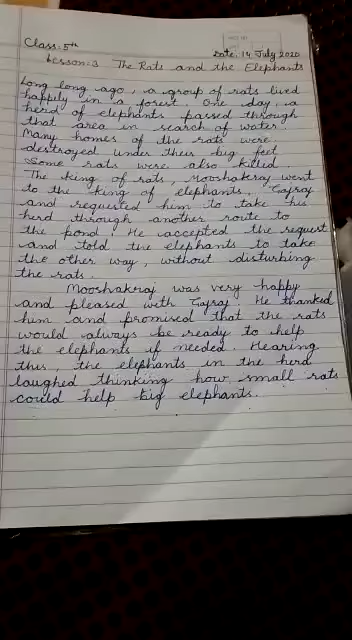 Class: 5th
Date: 14 July 2020
Lesson: 3 The Rats and the Elephants
Long long ago, a group of rats lived
happily in a forest. One day, a
herd of elephants passed through
that area in search of water.
Many homes of the rats were
destroyed under their big feet.
Some rats were also killed.
The king of rats, Mooshakraj went
to the king of elephants, Gajraj
and requested him to take his
herd through another route to
the pond. He accepted the request
and told the elephants to take
the other way, without disturbing
the rats.
Mooshakraj was very happy
and pleased with Gajraj. He thanked
him and promised that the rats
would always be ready to help
the elephants if needed. Hearing
this, the elephants in the herd
laughed thinking how small rats
could help big elephants.